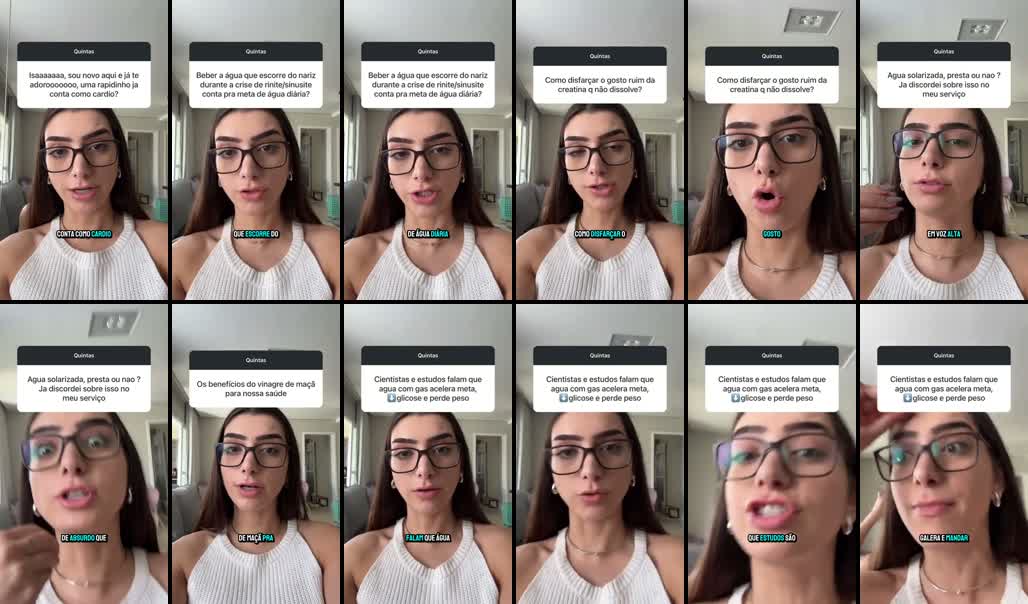 Quintas
Isaaaaaaa, sou novo aqui e já te
adoroooooo, uma rapidinho ja
conta como cardio?
CONTA COMO CARDIO
Quintas
Beber a água que escorre do nariz
durante a crise de rinite/sinusite
conta pra meta de água diária?
QUE ESCORRE DO
Quintas
Beber a água que escorre do nariz
durante a crise de rinite/sinusite
conta pra meta de água diária?
DE ÁGUA DIÁRIA
Quintas
Como disfarçar o gosto ruim da
creatina q não dissolve?
COMO DISFARÇAR O
Quintas
Como disfarçar o gosto ruim da
creatina q não dissolve?
GOSTO
Quintas
Agua solarizada, presta ou nao ?
Ja discordei sobre isso no
meu serviço
EM VOZ ALTA
Quintas
Agua solarizada, presta ou nao ?
Ja discordei sobre isso no
meu serviço
DE ABSURDO QUE
Quintas
Os benefícios do vinagre de maçã
para nossa saúde
DE MAÇÃ PRA
Quintas
Cientistas e estudos falam que
agua com gas acelera meta,
⬇️glicose e perde peso
FALAM QUE ÁGUA
Quintas
Cientistas e estudos falam que
agua com gas acelera meta,
⬇️glicose e perde peso
Quintas
Cientistas e estudos falam que
agua com gas acelera meta,
⬇️glicose e perde peso
QUE ESTUDOS SÃO
Quintas
Cientistas e estudos falam que
agua com gas acelera meta,
⬇️glicose e perde peso
GALERA E MANDAR